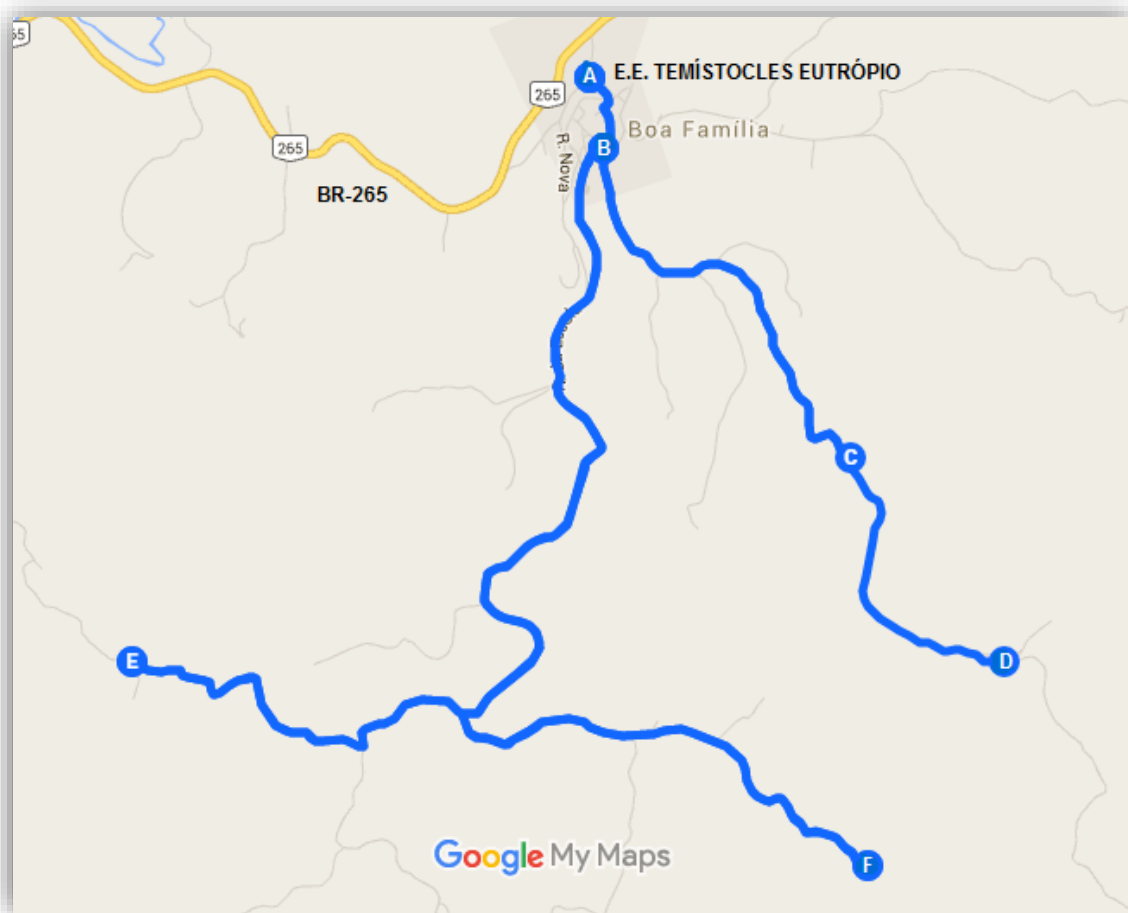 65
A E.E. TEMÍSTOCLES EUTRÓPIO
265
B
Boa Família
265
R. Nova
BR-265
C
E
D
F
Google My Maps